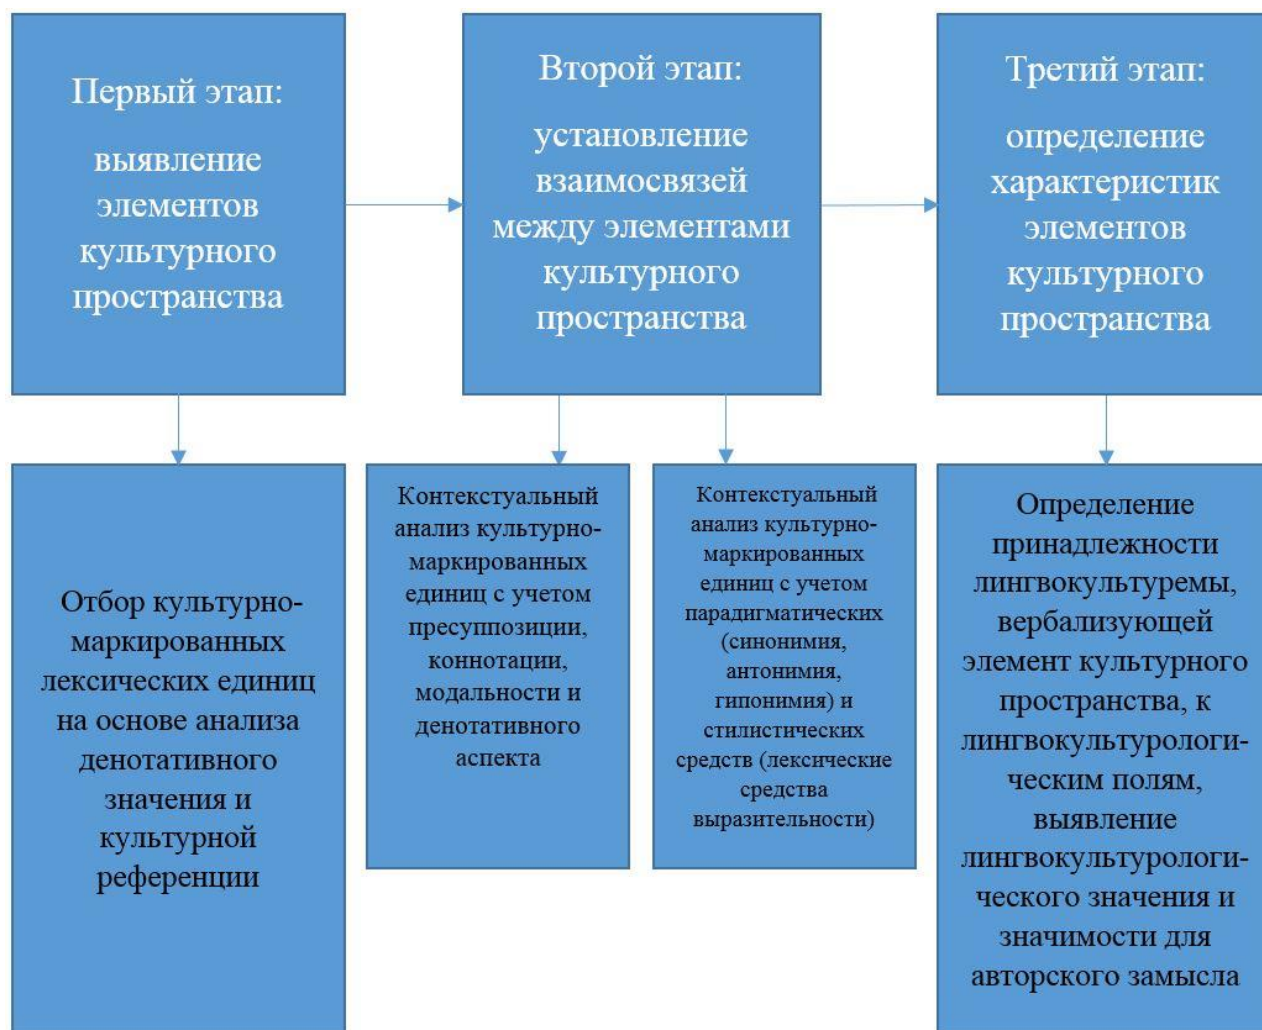 Первый этап:
выявление
элементов
культурного
пространства
Второй этап:
установление
взаимосвязей
между элементами
культурного
пространства
Третий этап:
определение
характеристик
элементов
культурного
пространства
Отбор культурно-
маркированных
лексических единиц
на основе анализа
денотативного
значения и
культурной
референции
Контекстуальный
анализ культурно-
маркированных
единиц с учетом
пресуппозиции,
коннотации,
модальности и
денотативного
аспекта
Контекстуальный
анализ культурно-
маркированных
единиц с учетом
парадигматических
(синонимия,
антонимия,
гипонимия) и
стилистических
средств (лексические
средства
выразительности)
Определение
принадлежности
лингвокультуремы,
вербализующей
элемент культурного
пространства, к
лингвокультурологи-
ческим полям,
выявление
лингвокультурологи-
ческого значения и
значимости для
авторского замысла